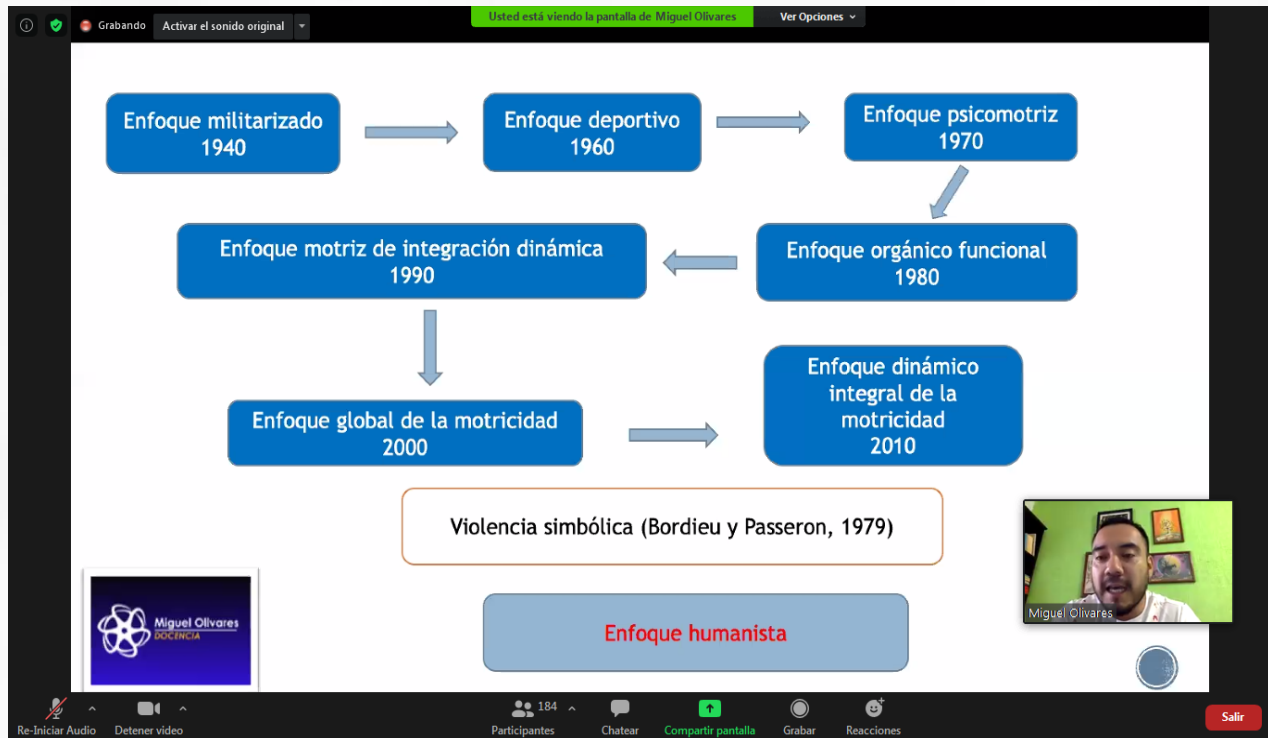 Usted está viendo la pantalla de Miguel Olivares
Ver Opciones
Grabando
Activar el sonido original
Enfoque militarizado
1940
Enfoque deportivo
1960
Enfoque psicomotriz
1970
Enfoque motriz de integración dinámica
1990
Enfoque orgánico funcional
1980
Enfoque global de la motricidad
2000
Enfoque dinámico
integral de la
motricidad
2010
Violencia simbólica (Bordieu y Passeron, 1979)
Miguel Olivares
DOCENCIA
Enfoque humanista
Miguel Olivares
Re-Iniciar Audio
Detener video
184
Participantes
Chatear
Compartir pantalla
Grabar
Reacciones
Salir